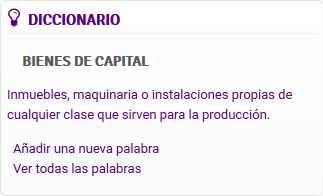 DICCIONARIO
BIENES DE CAPITAL
Inmuebles, maquinaria o instalaciones propias de
cualquier clase que sirven para la producción.
Añadir una nueva palabra
Ver todas las palabras